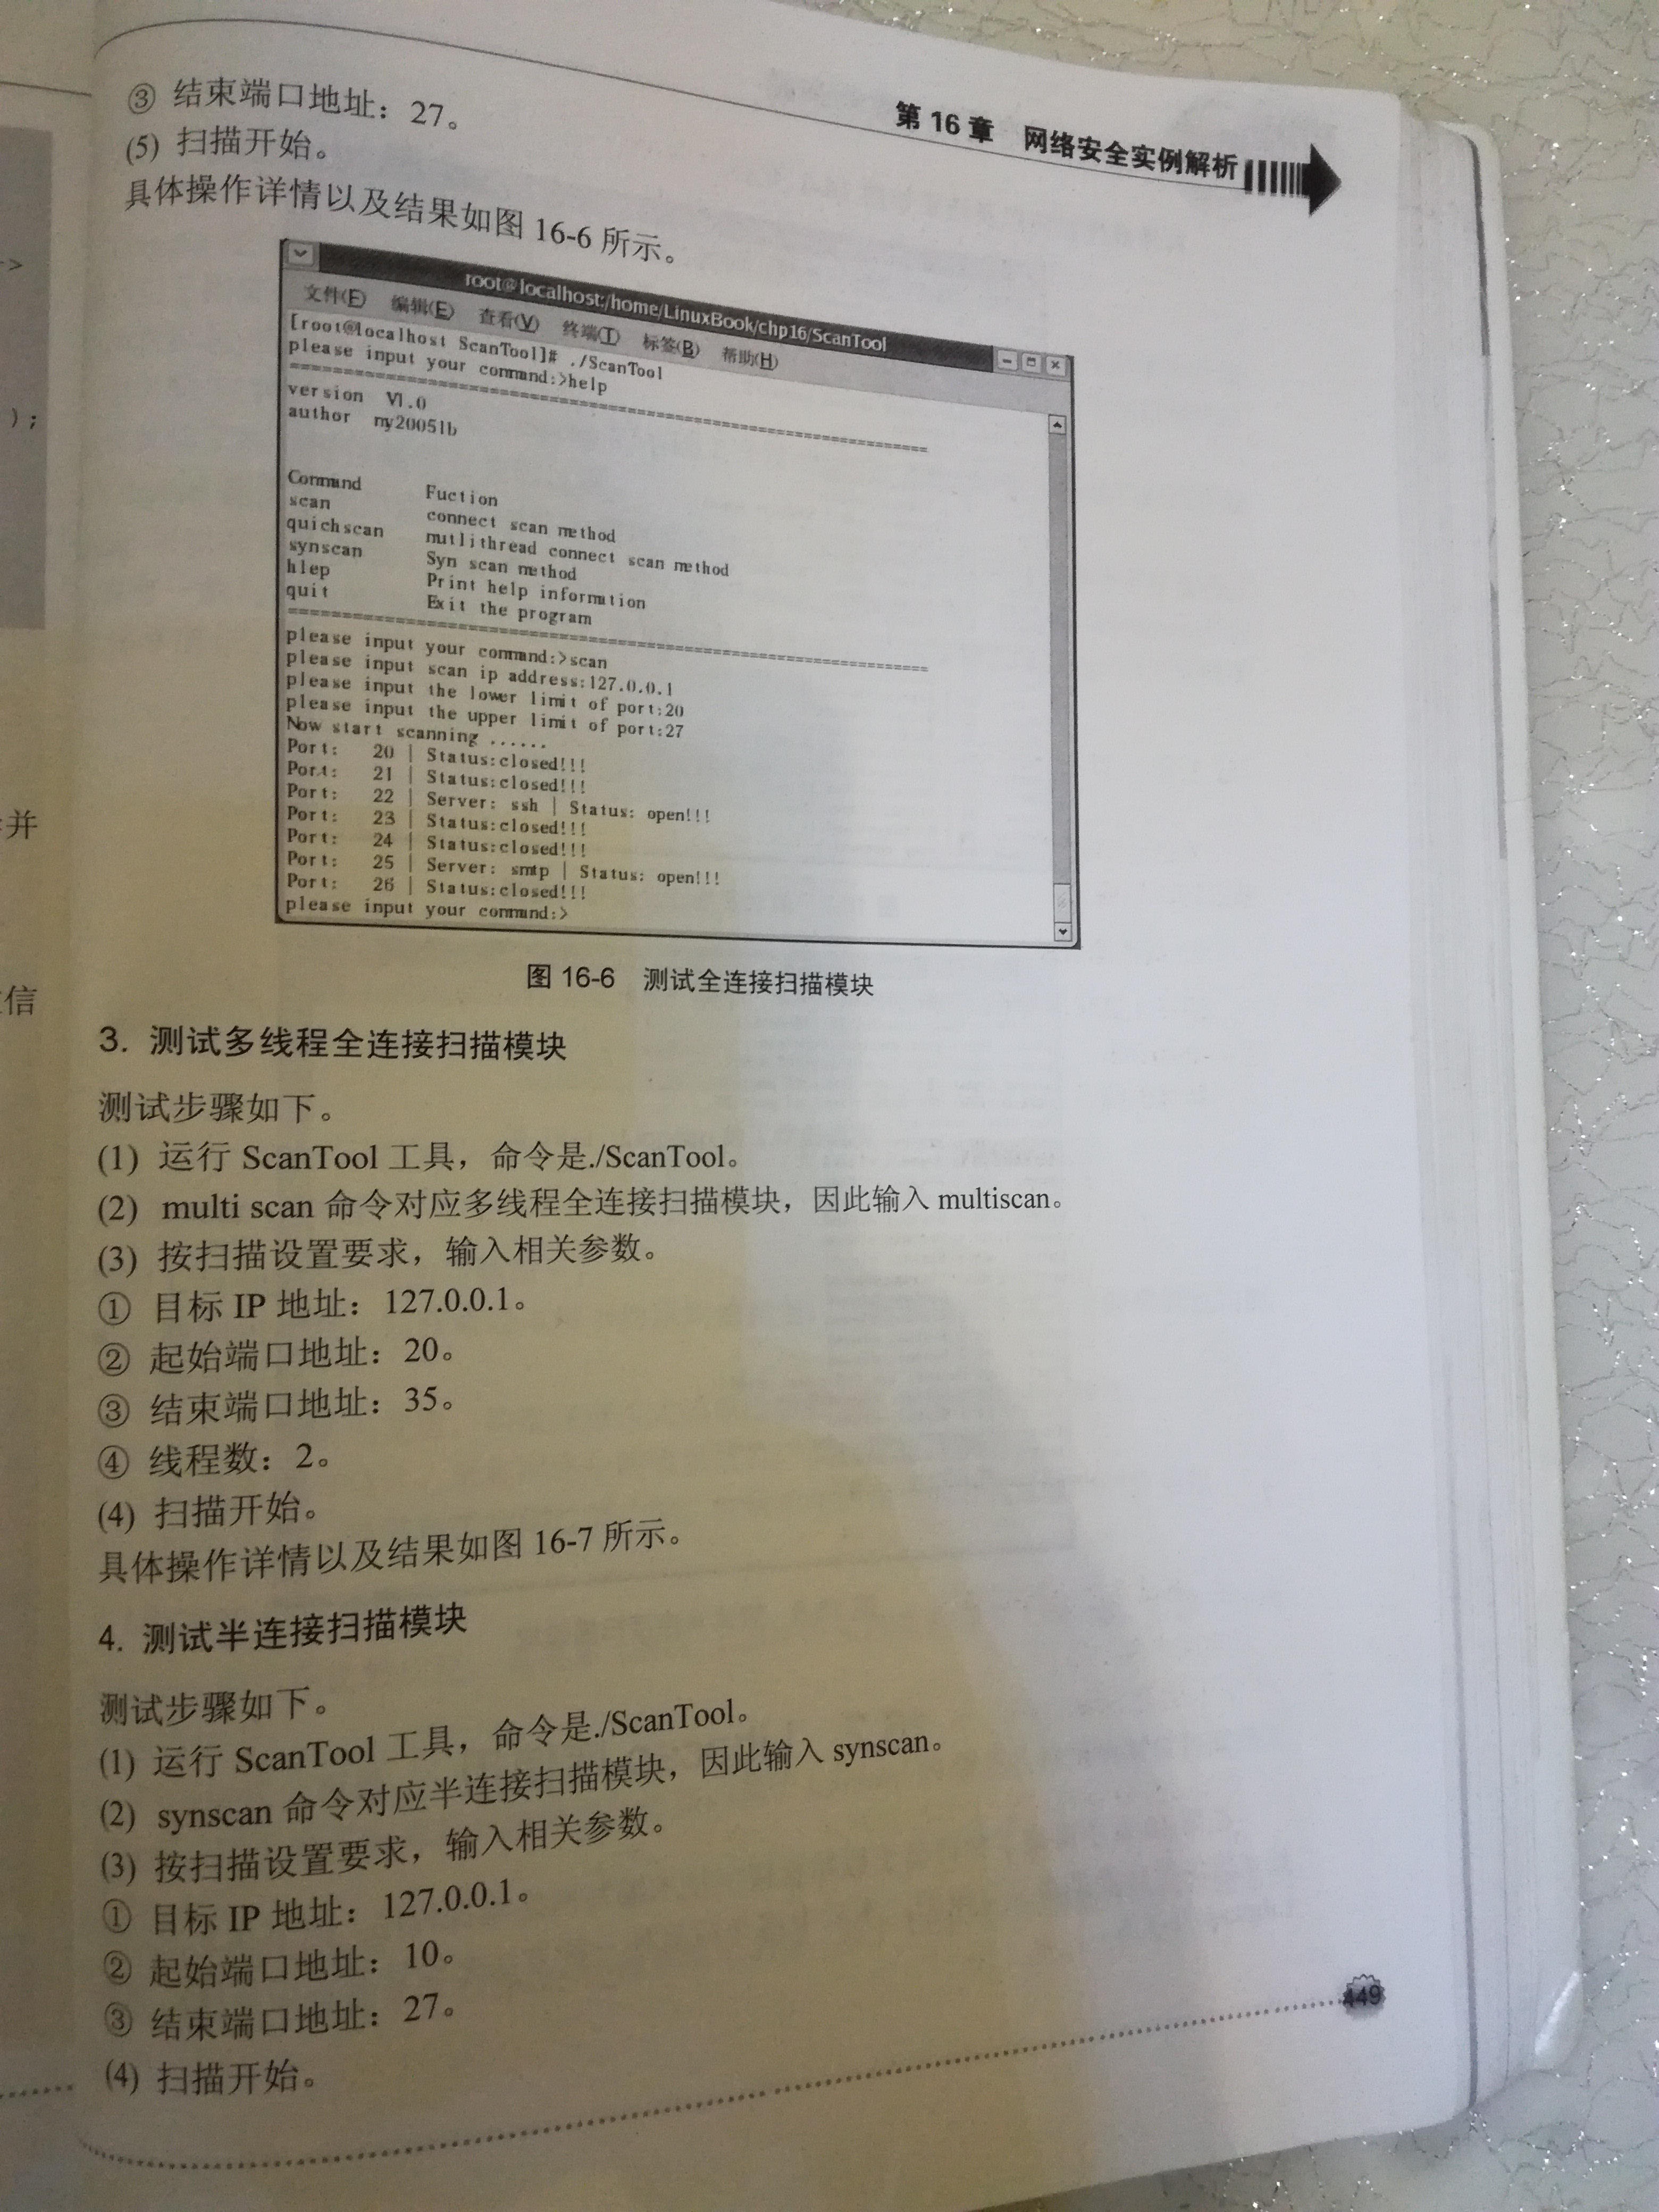 第 16 章 网络安全实例解析
③ 结束端口地址：27。
(5) 扫描开始。
具体操作详情以及结果如图 16-6 所示。
root@localhost:/home/LinuxBook/chp16/ScanTool
文件(F) 编辑(E) 查看(V) 终端(T) 标签(B) 帮助(H)
[root@localhost ScanTool]# ./ScanTool
please input your command:>help
==========================================================================
version V1.0
author ny20051b
Command Fuction
scan connect scan method
quichscan mutlithread connect scan method
synscan Syn scan method
hlep Print help information
quit Exit the program
==========================================================================
please input your command:>scan
please input scan ip address:127.0.0.1
please input the lower limit of port:20
please input the upper limit of port:27
Now start scanning ......
Port: 20 | Status:closed!!!
Port: 21 | Status:closed!!!
Port: 22 | Server: ssh | Status: open!!!
Port: 23 | Status:closed!!!
Port: 24 | Status:closed!!!
Port: 25 | Server: smtp | Status: open!!!
Port: 26 | Status:closed!!!
please input your command:>
图 16-6 测试全连接扫描模块
3. 测试多线程全连接扫描模块
测试步骤如下。
(1) 运行 ScanTool 工具，命令是./ScanTool。
(2) multi scan 命令对应多线程全连接扫描模块，因此输入 multiscan。
(3) 按扫描设置要求，输入相关参数。
① 目标 IP 地址：127.0.0.1。
② 起始端口地址：20。
③ 结束端口地址：35。
④ 线程数：2。
(4) 扫描开始。
具体操作详情以及结果如图 16-7 所示。
4. 测试半连接扫描模块
测试步骤如下。
(1) 运行 ScanTool 工具，命令是./ScanTool。
(2) synscan 命令对应半连接扫描模块，因此输入 synscan。
(3) 按扫描设置要求，输入相关参数。
① 目标 IP 地址：127.0.0.1。
② 起始端口地址：10。
③ 结束端口地址：27。
(4) 扫描开始。
449
->
);
并
信